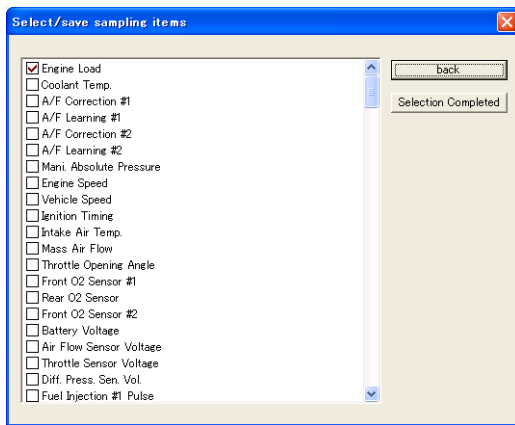 Select/save sampling items
Engine Load
Coolant Temp.
A/F Correction #1
A/F Learning #1
A/F Correction #2
A/F Learning #2
Mani. Absolute Pressure
Engine Speed
Vehicle Speed
Ignition Timing
Intake Air Temp.
Mass Air Flow
Throttle Opening Angle
Front O2 Sensor #1
Rear O2 Sensor
Front O2 Sensor #2
Battery Voltage
Air Flow Sensor Voltage
Throttle Sensor Voltage
Diff. Press. Sen. Vol.
Fuel Injection #1 Pulse
back
Selection Completed